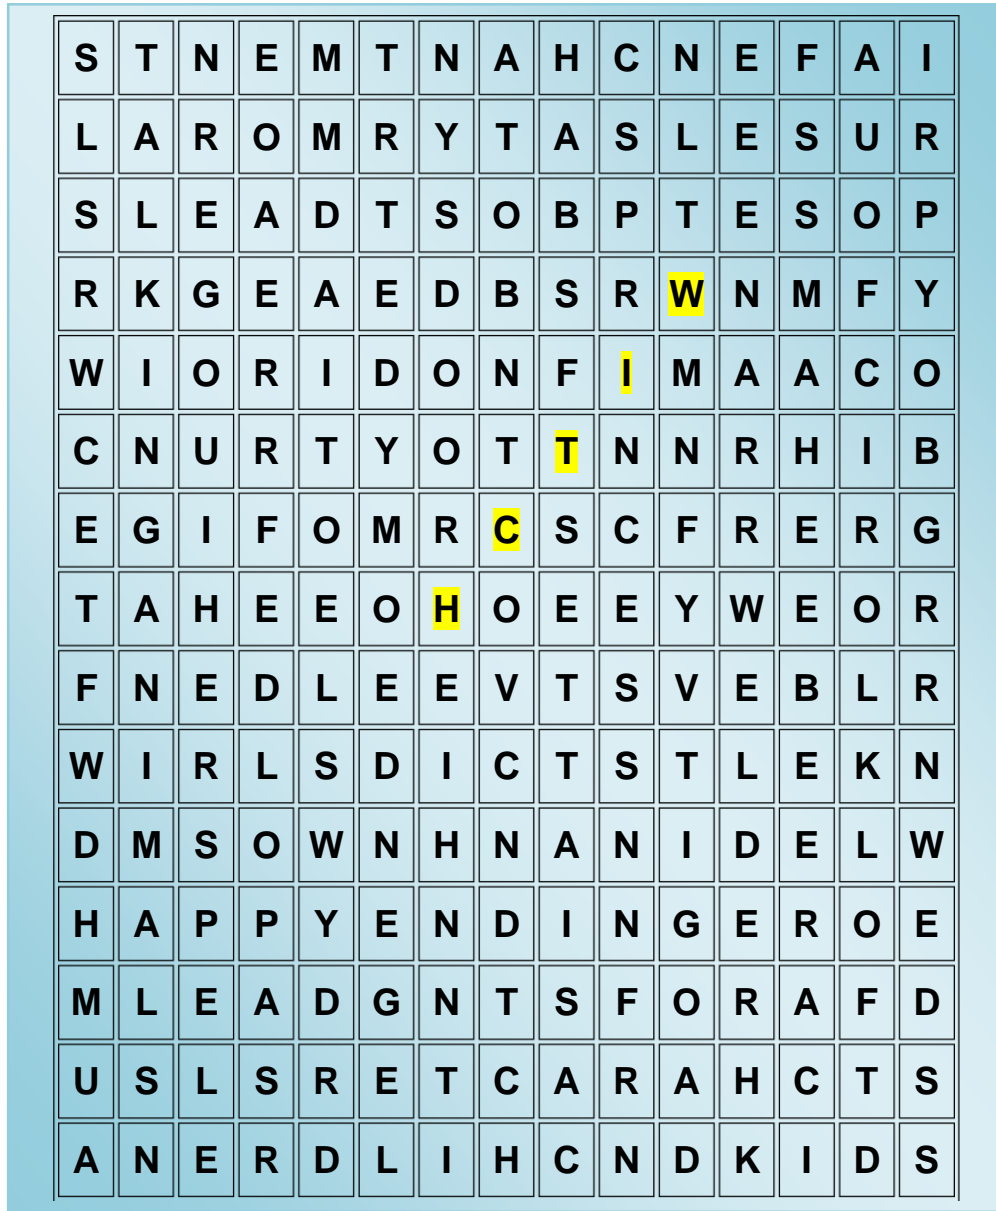 S T N E M T N A H C N E F A I
L A R O M R Y T A S L E S U R
S L E A D T S O B P T E S O P
R K G E A E D B S R W N M F Y
W I O R I D O N F I M A A C O
C N U R T Y O T T N N R H I B
E G I F O M R C S C F R E R G
T A H E E O H O E E Y W E O R
F N E D L E E V T S V E B L R
W I R L S D I C T S T L E K N
D M S O W N H N A N I D E L W
H A P P Y E N D I N G E R O E
M L E A D G N T S F O R A F D
U S L S R E T C A R A H C T S
A N E R D L I H C N D K I D S